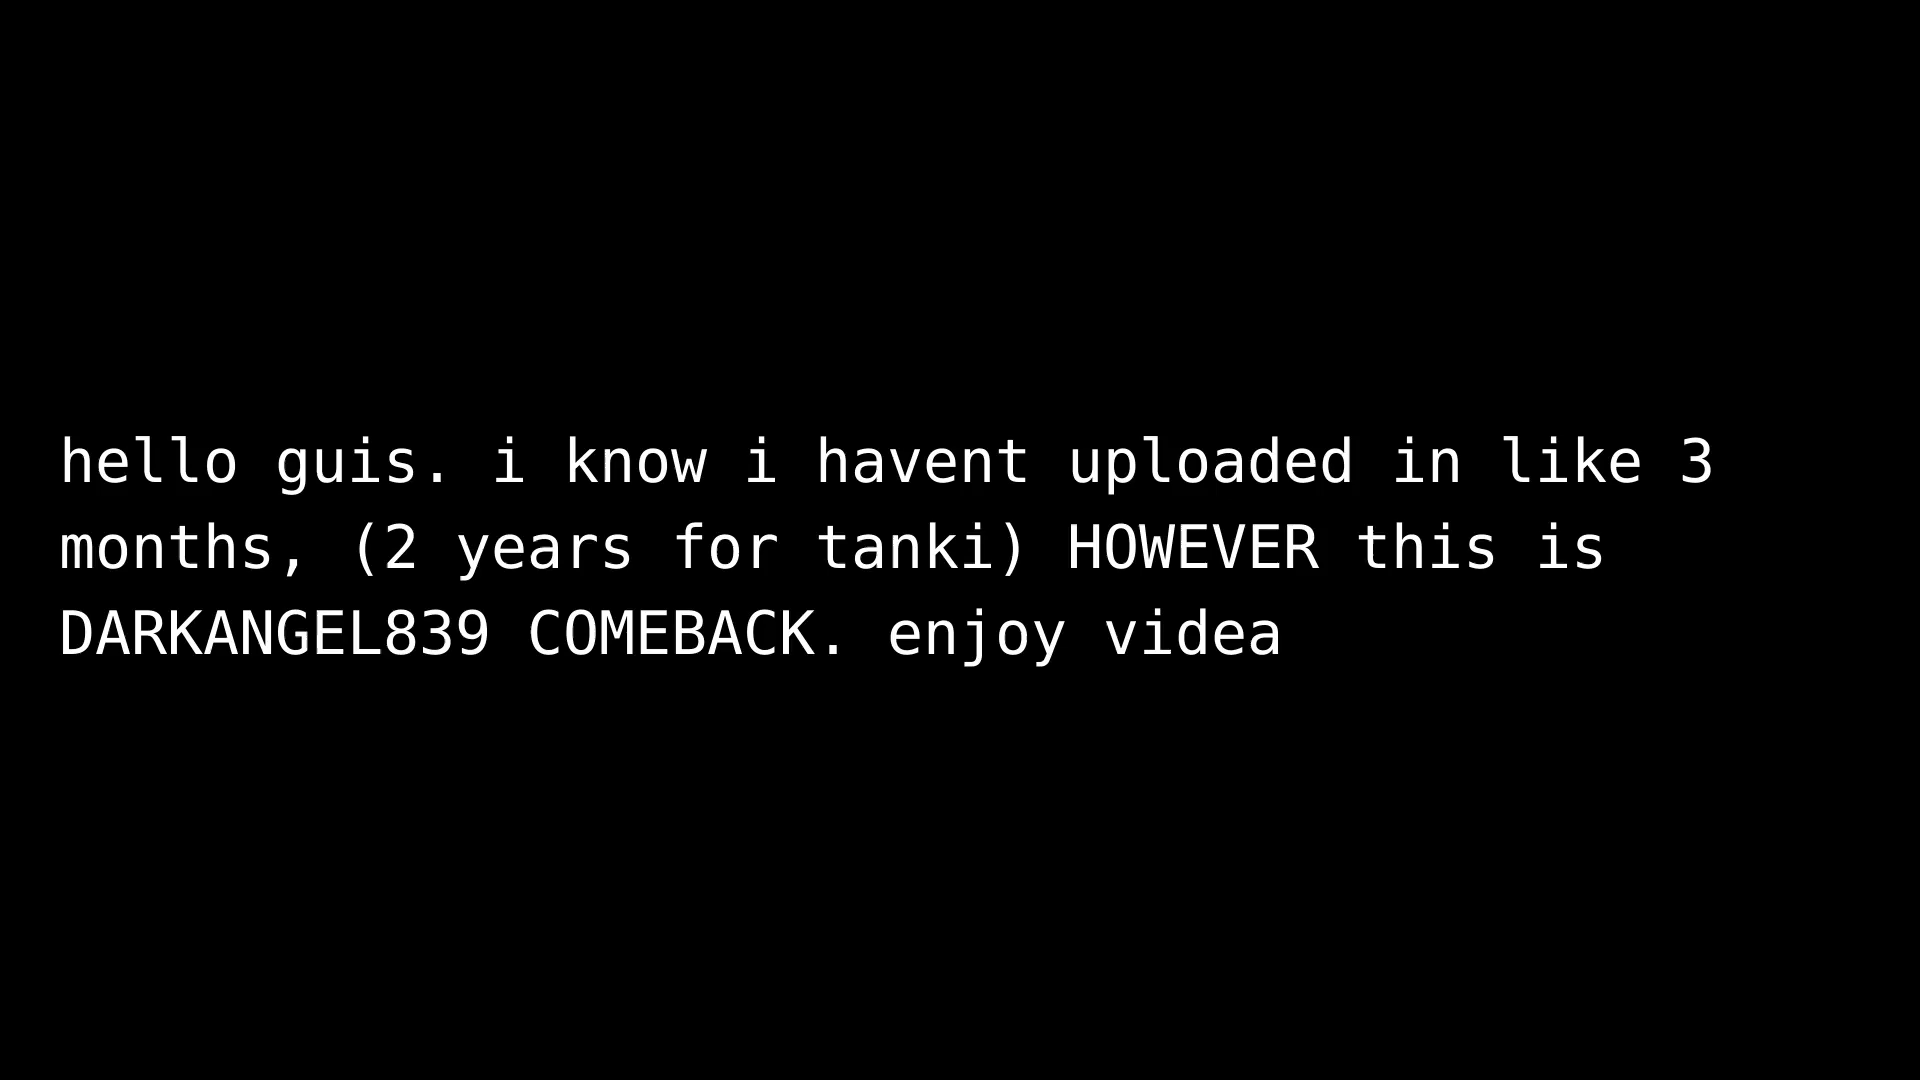 hello guis. i know i havent uploaded in like 3
months, (2 years for tanki) HOWEVER this is
DARKANGEL839 COMEBACK. enjoy videa